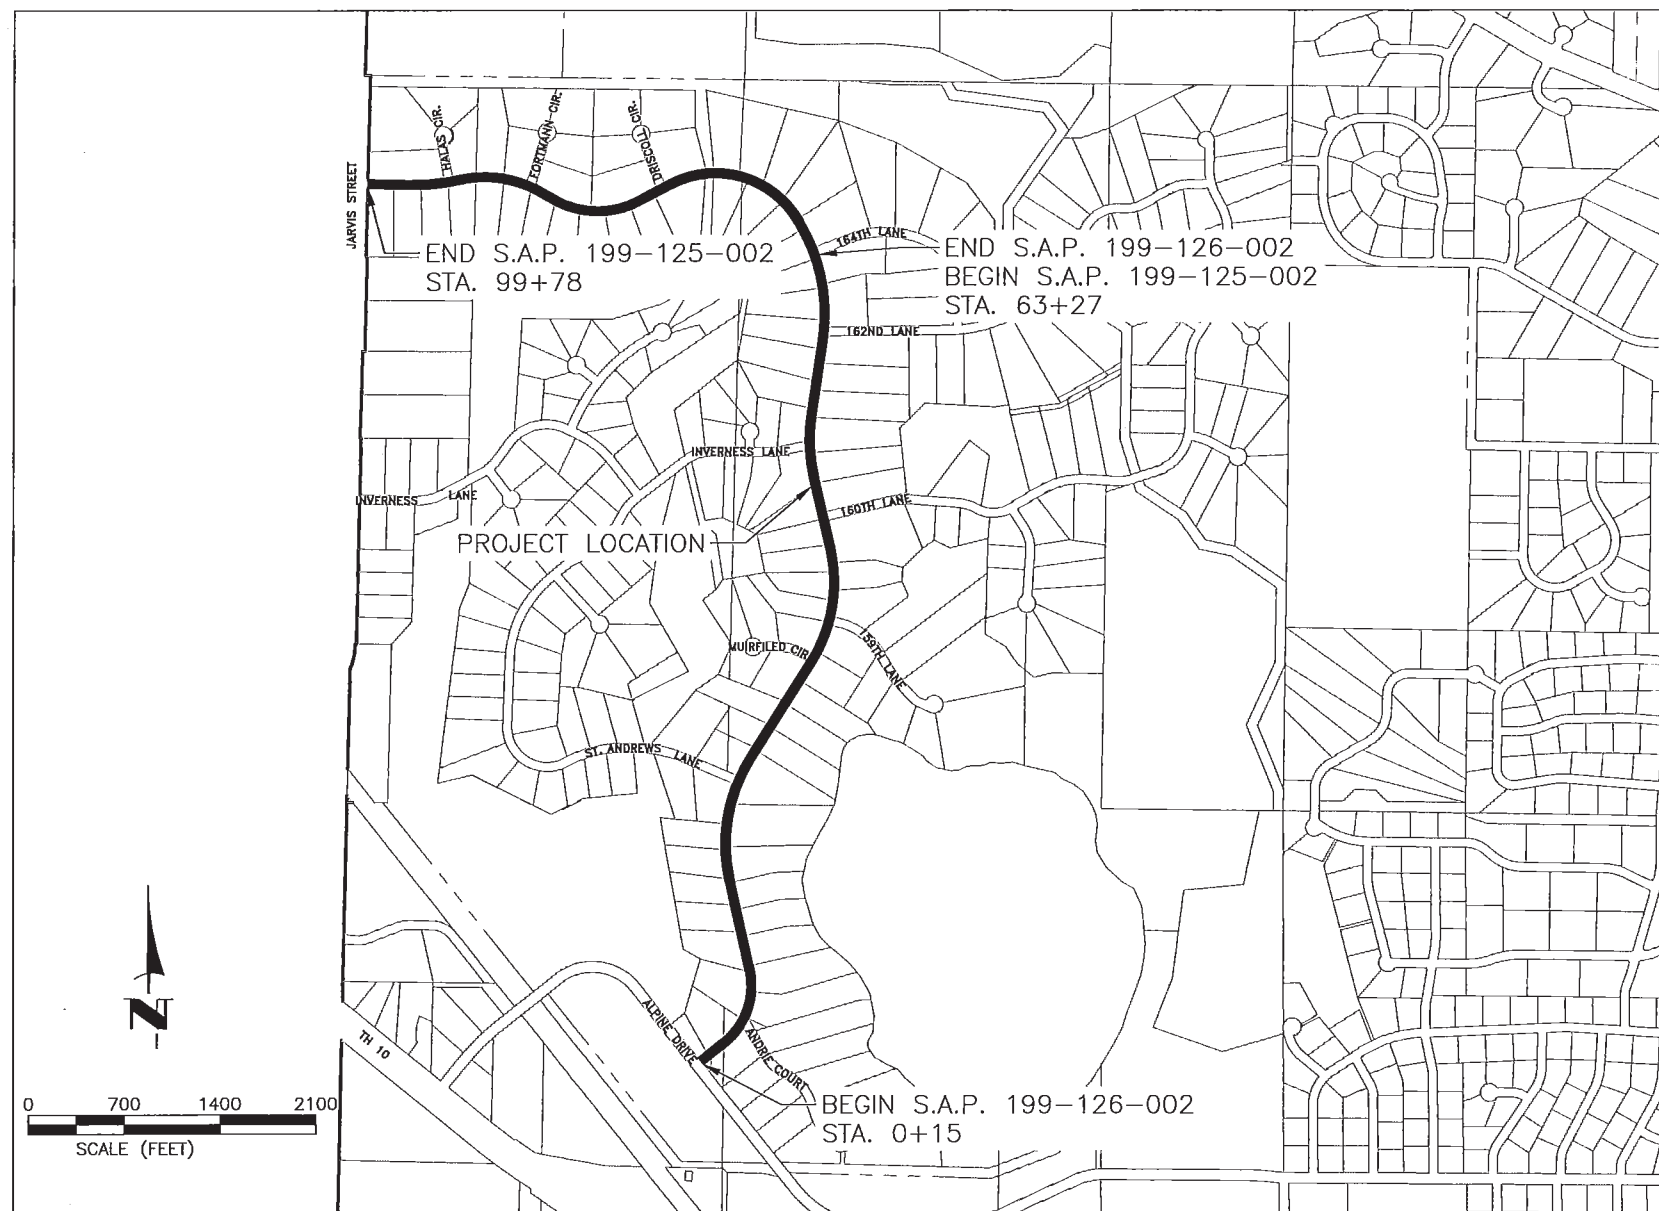 HALAS CIR.
FORTMANN CIR.
DRISCOLL CIR.
JARVIS STREET
END S.A.P. 199-125-002
STA. 99+78
164TH LANE
END S.A.P. 199-126-002
BEGIN S.A.P. 199-125-002
STA. 63+27
162ND LANE
INVERNESS LANE
INVERNESS LANE
160TH LANE
PROJECT LOCATION
159TH LANE
MUIRFILED CIR
ST. ANDREWS LANE
N
ALPINE DRIVE
ANDRIE COURT
TH 10
BEGIN S.A.P. 199-126-002
STA. 0+15
0 700 1400 2100
SCALE (FEET)